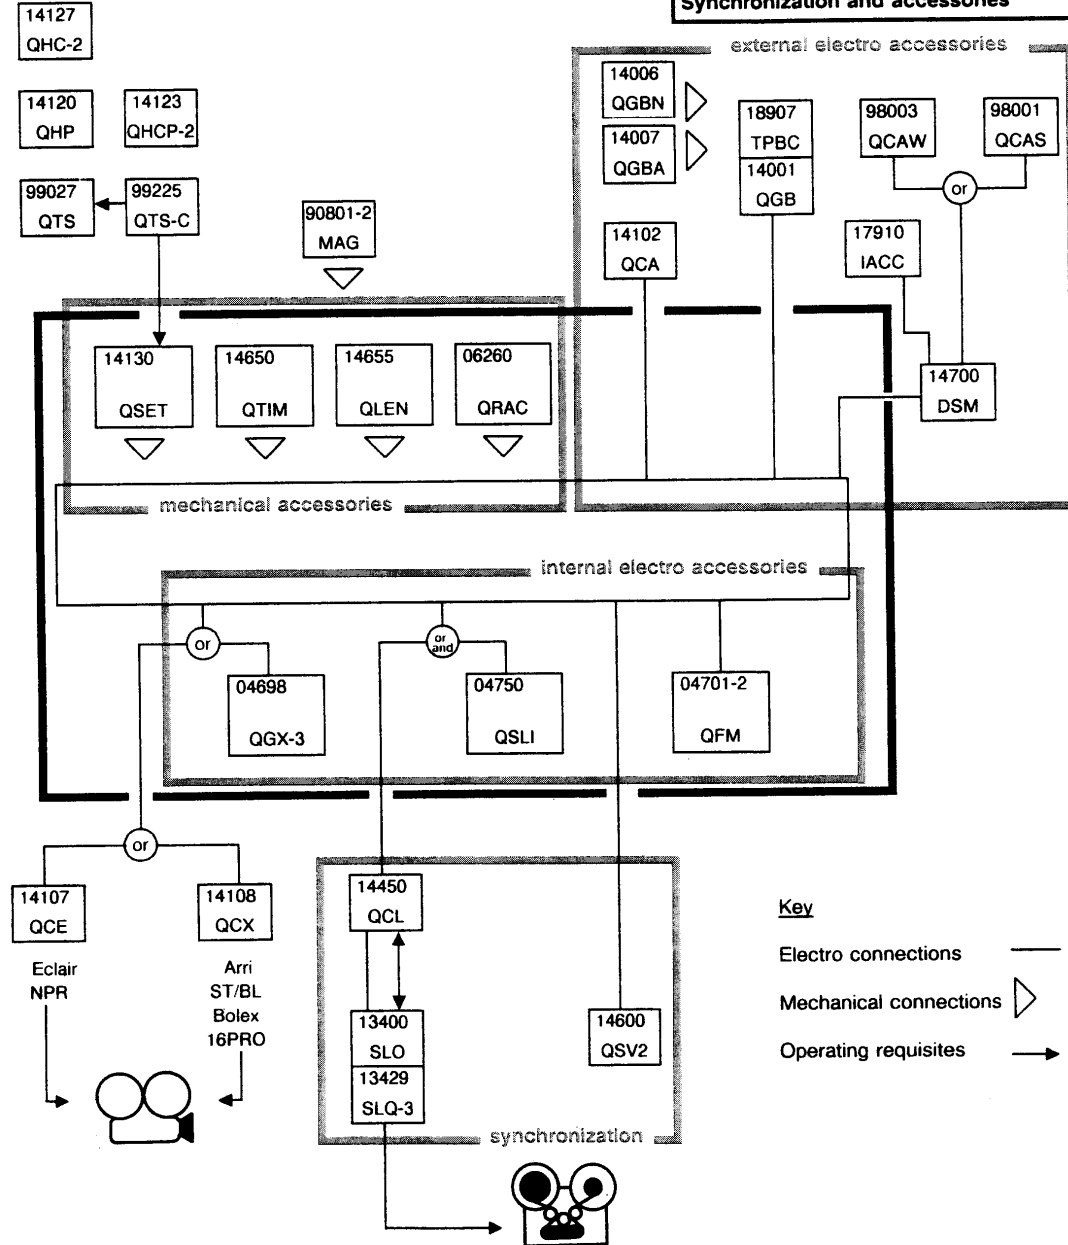 Synchronization and accessories
14127
QHC-2
external electro accessories
14006
QGBN
14120
QHP
14123
QHCP-2
18907
TPBC
98003
QCAW
98001
QCAS
14007
QGBA
14001
QGB
or
99027
QTS
99225
QTS-C
90801-2
MAG
14102
QCA
17910
IACC
14130
QSET
14650
QTIM
14655
QLEN
06260
QRAC
14700
DSM
mechanical accessories
internal electro accessories
or
or
and
04698
QGX-3
04750
QSLI
04701-2
QFM
or
14107
QCE
14108
QCX
14450
QCL
Eclair
NPR
Arri
ST/BL
Bolex
16PRO
Key
Electro connections
Mechanical connections
Operating requisites
13400
SLO
13429
SLQ-3
14600
QSV2
synchronization